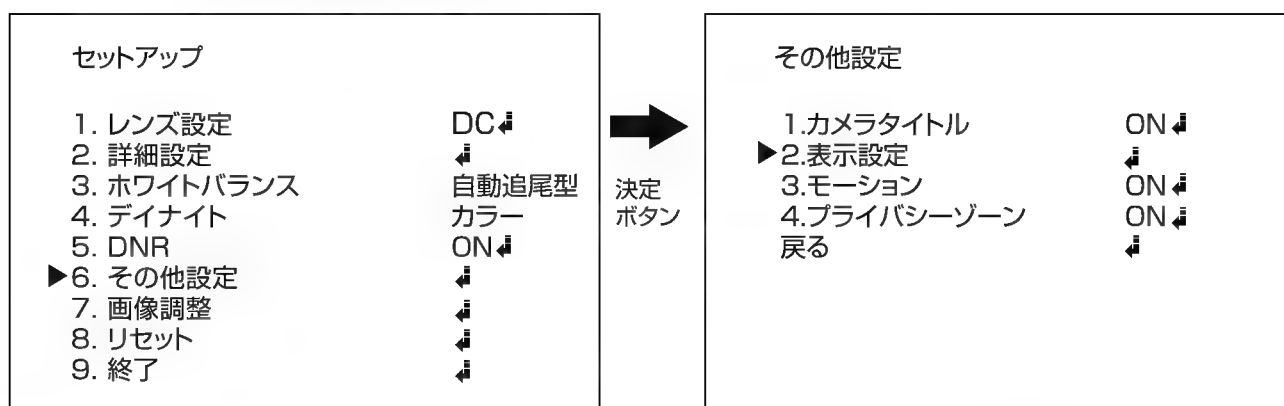 セットアップ
1. レンズ設定 DC↲
2. 詳細設定 ↲
3. ホワイトバランス 自動追尾型
4. デイナイト カラー
5. DNR ON↲
▶6. その他設定 ↲
7. 画像調整 ↲
8. リセット ↲
9. 終了 ↲
決定
ボタン
その他設定
1.カメラタイトル ON↲
▶2.表示設定 ↲
3.モーション ON↲
4.プライバシーゾーン ON↲
戻る ↲